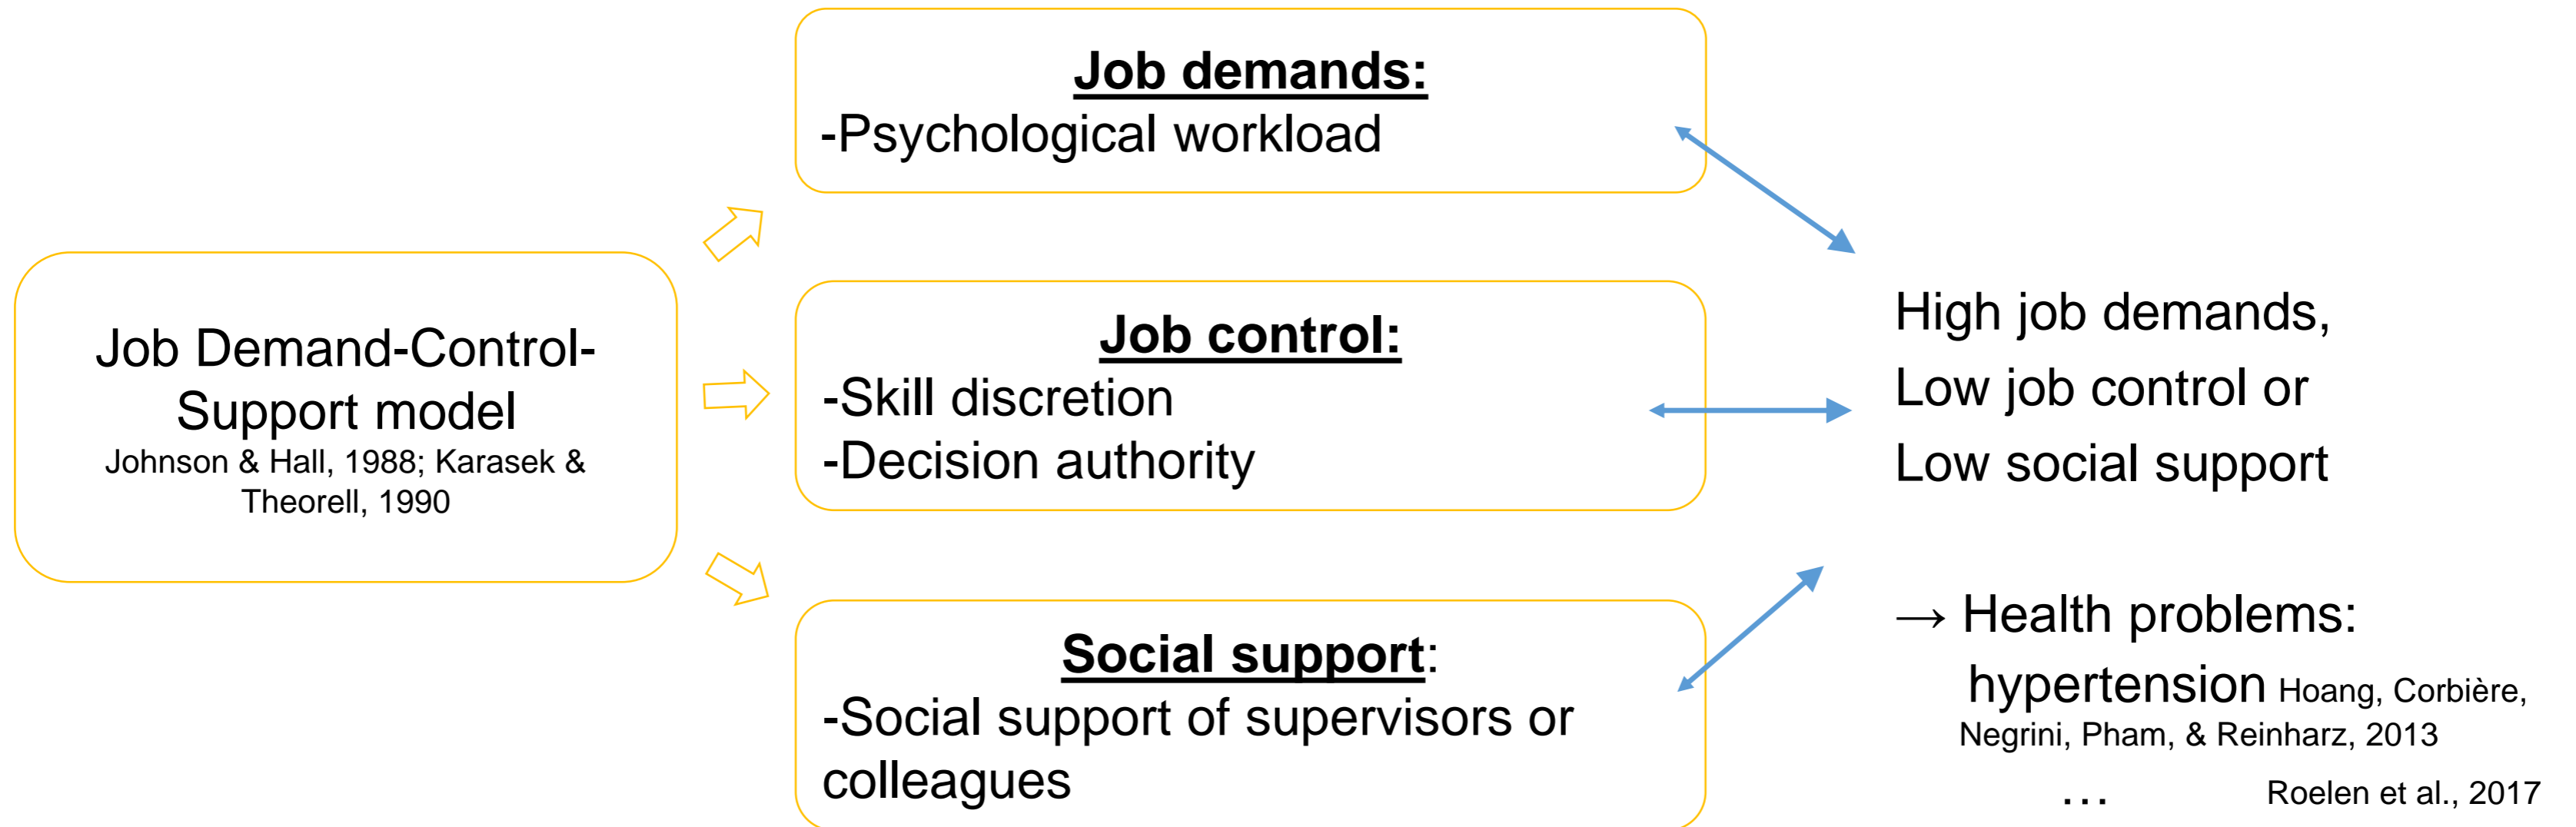 Job Demand-Control-
Support model
Johnson & Hall, 1988; Karasek &
Theorell, 1990
Job demands:
-Psychological workload
Job control:
-Skill discretion
-Decision authority
Social support:
-Social support of supervisors or
colleagues
High job demands,
Low job control or
Low social support
→ Health problems:
hypertension Hoang, Corbière,
Negrini, Pham, & Reinharz, 2013
… Roelen et al., 2017